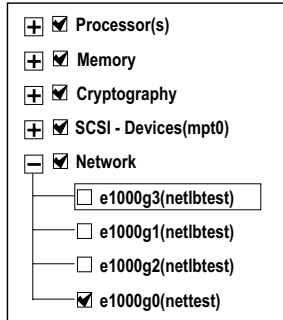 Processor(s)
Memory
Cryptography
SCSI - Devices(mpt0)
Network
e1000g3(netlbtest)
e1000g1(netlbtest)
e1000g2(netlbtest)
e1000g0(nettest)